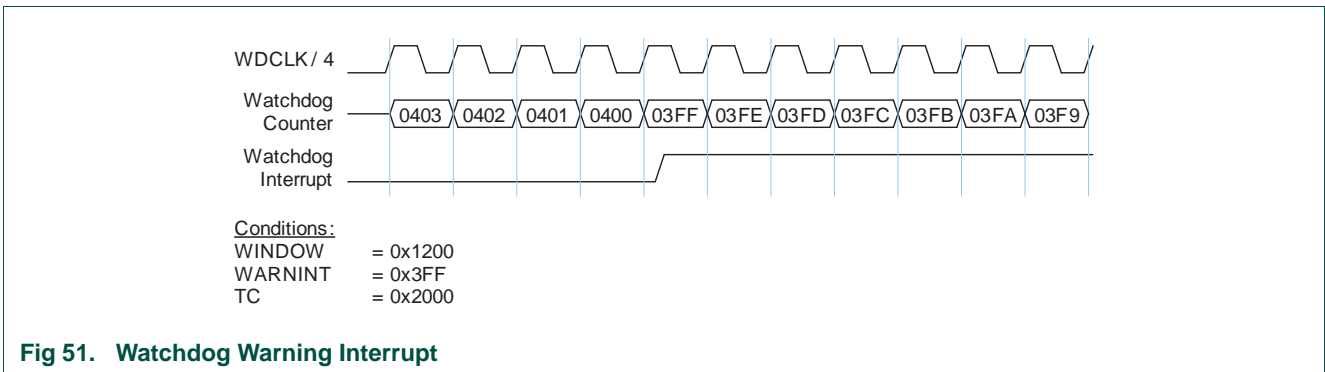 WDCLK / 4
Watchdog
Counter
0403 0402 0401 0400 03FF 03FE 03FD 03FC 03FB 03FA 03F9
Watchdog
Interrupt
Conditions:
WINDOW = 0x1200
WARNINT = 0x3FF
TC = 0x2000
Fig 51. Watchdog Warning Interrupt